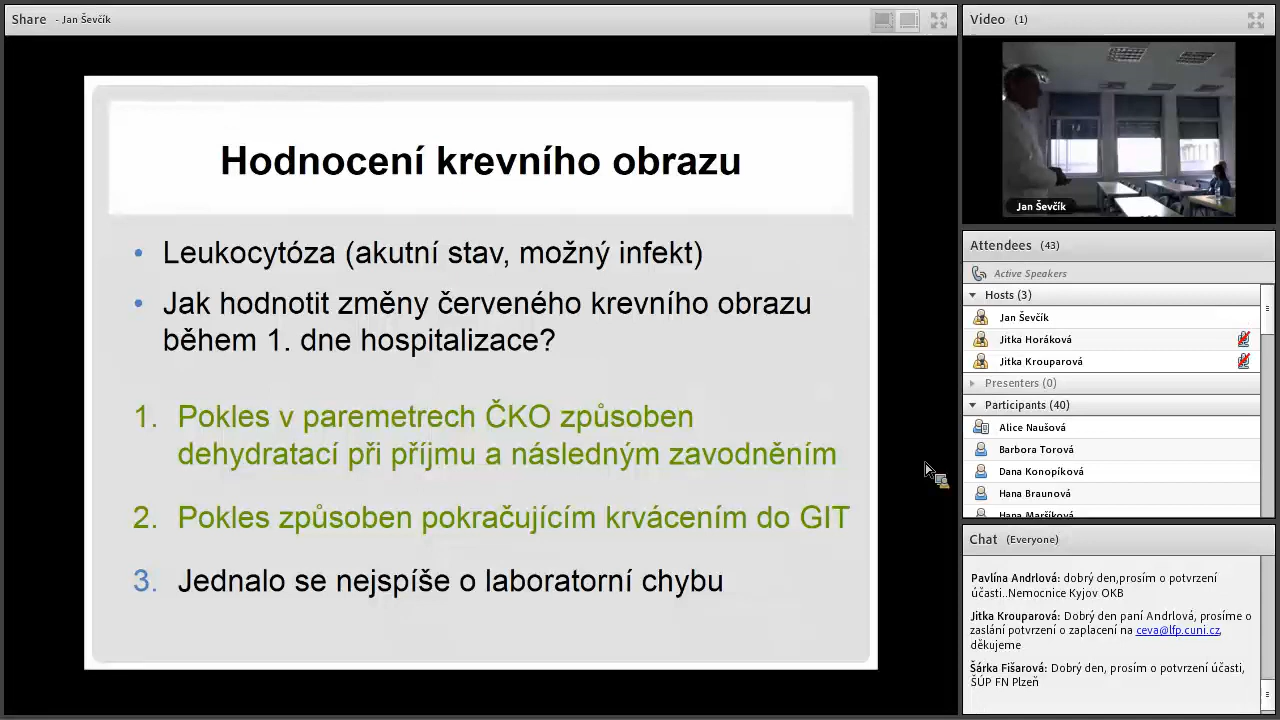 Share - Jan Ševčík
Hodnocení krevního obrazu
• Leukocytóza (akutní stav, možný infekt)
• Jak hodnotit změny červeného krevního obrazu
během 1. dne hospitalizace?
1. Pokles v paremetrech ČKO způsoben
dehydratací při příjmu a následným zavodněním
2. Pokles způsoben pokračujícím krvácením do GIT
3. Jednalo se nejspíše o laboratorní chybu
Video (1)
Jan Ševčík
Attendees (43)
Active Speakers
Hosts (3)
Jan Ševčík
Jitka Horáková
Jitka Krouparová
Presenters (0)
Participants (40)
Alice Naušová
Barbora Torová
Dana Konopíková
Hana Braunová
Hana Maršíková
Chat (Everyone)
Pavlína Andrlová: dobrý den,prosím o potvrzení
účasti..Nemocnice Kyjov OKB
Jitka Krouparová: Dobrý den paní Andrlová, prosíme o
zaslání potvrzení o zaplacení na ceva@lfp.cuni.cz,
děkujeme
Šárka Fišarová: Dobrý den, prosím o potvrzení účasti,
ŠÚP FN Plzeň